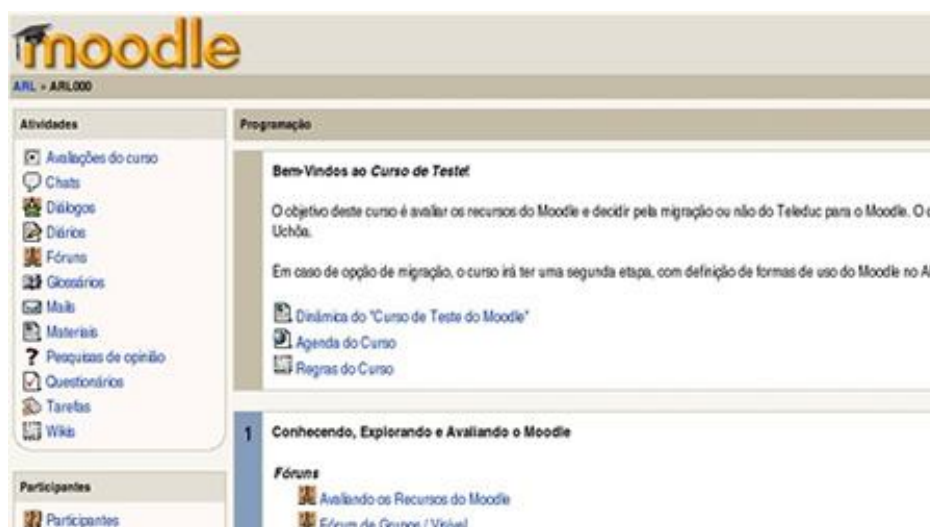 moodle
ARL » ARL000
Atividades
Avaliações do curso
Chats
Diálogos
Diários
Fóruns
Glossários
Mails
Materiais
Pesquisas de opinião
Questionários
Tarefas
Wikis
Participantes
Participantes
Programação
Bem-Vindos ao Curso de Teste!
O objetivo deste curso é avaliar os recursos do Moodle e decidir pela migração ou não do Teleduc para o Moodle. O
Uchôa.
Em caso de opção de migração, o curso irá ter uma segunda etapa, com definição de formas de uso do Moodle no
Dinâmica do "Curso de Teste do Moodle"
Agenda do Curso
Regras do Curso
1 Conhecendo, Explorando e Avaliando o Moodle
Fóruns
Avaliando os Recursos do Moodle
Fórum de Grupos / Visível